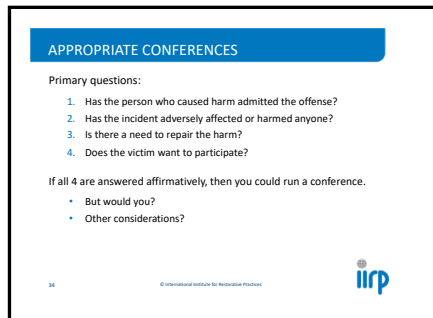 APPROPRIATE CONFERENCES
Primary questions:
1. Has the person who caused harm admitted the offense?
2. Has the incident adversely affected or harmed anyone?
3. Is there a need to repair the harm?
4. Does the victim want to participate?
If all 4 are answered affirmatively, then you could run a conference.
• But would you?
• Other considerations?
34
© International Institute for Restorative Practices
iirp